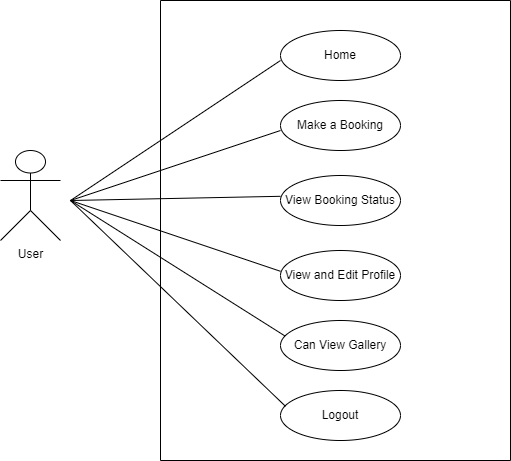 Home
Make a Booking
View Booking Status
User
View and Edit Profile
Can View Gallery
Logout